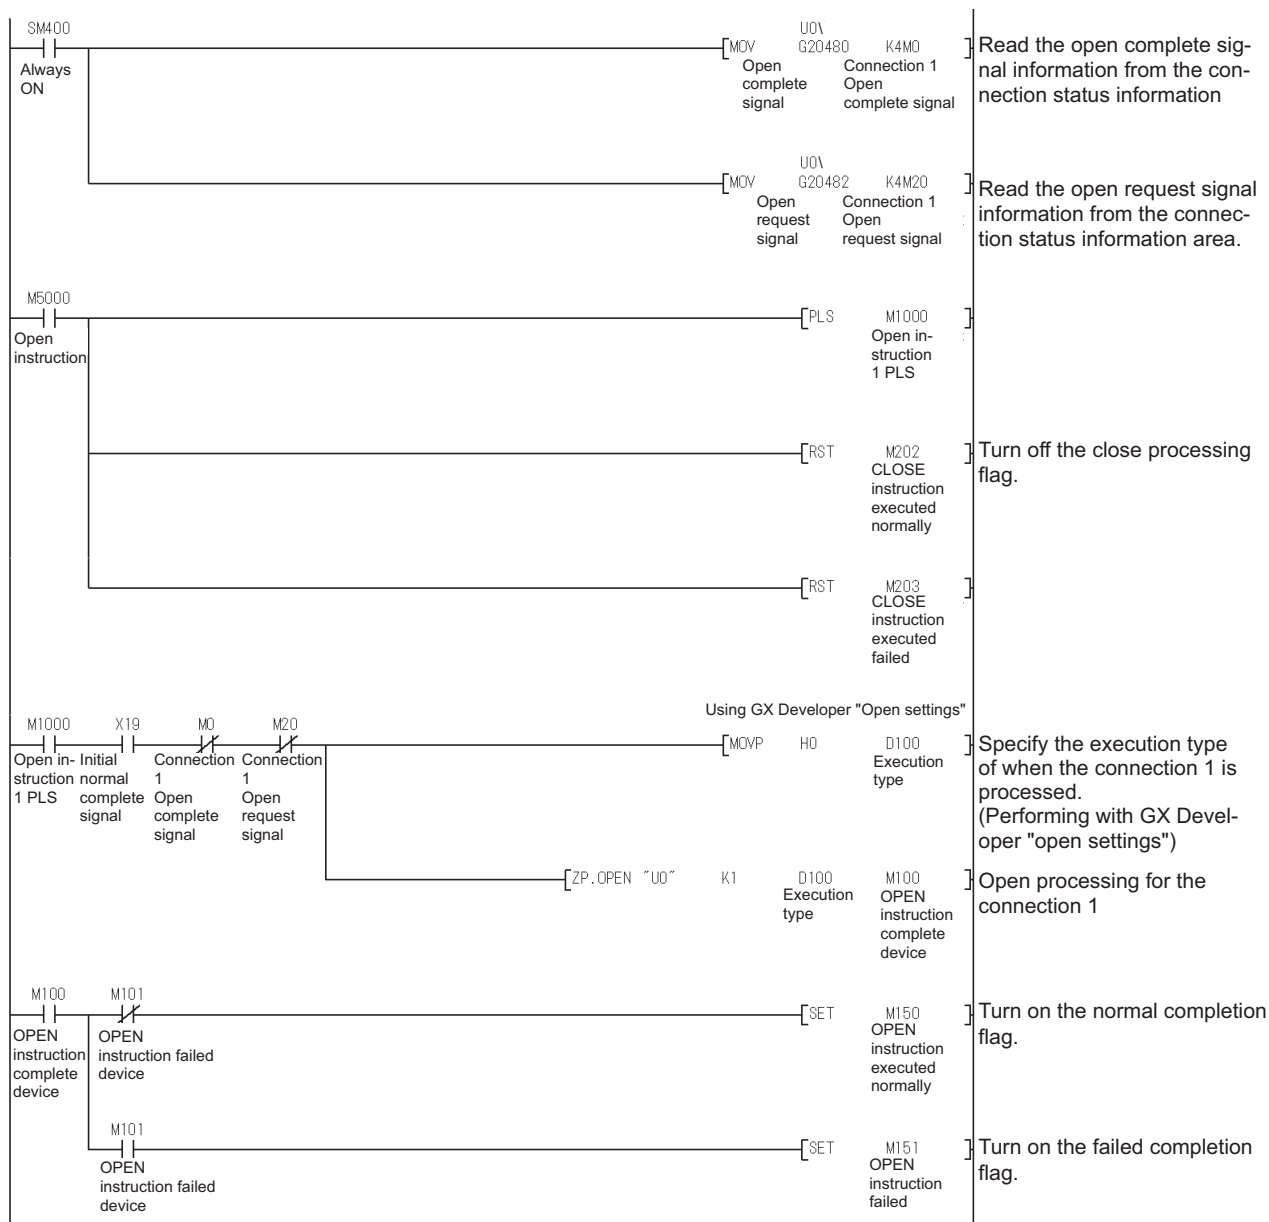 SM400
Always
ON
U0\
MOV G20480 K4M0
Open
complete
signal
Connection 1
Open
complete signal
Read the open complete sig-
nal information from the con-
nection status information
U0\
MOV G20482 K4M20
Open
request
signal
Connection 1
Open
request signal
Read the open request signal
information from the connec-
tion status information area.
M5000
Open
instruction
PLS M1000
Open in-
struction
1 PLS
RST M202
CLOSE
instruction
executed
normally
Turn off the close processing
flag.
RST M203
CLOSE
instruction
executed
failed
Using GX Developer "Open settings"
M1000 X19 M0 M20
Open in-
struction
1 PLS
Initial
normal
complete
signal
Connection
1
Open
complete
signal
Connection
1
Open
request
signal
MOVP H0 D100
Execution
type
Specify the execution type
of when the connection 1 is
processed.
(Performing with GX Devel-
oper "open settings")
ZP.OPEN "U0" K1 D100 M100
Execution
type
OPEN
instruction
complete
device
Open processing for the
connection 1
M100 M101
OPEN
instruction
complete
device
OPEN
instruction failed
device
SET M150
OPEN
instruction
executed
normally
Turn on the normal completion
flag.
M101
OPEN
instruction failed
device
SET M151
OPEN
instruction
failed
Turn on the failed completion
flag.